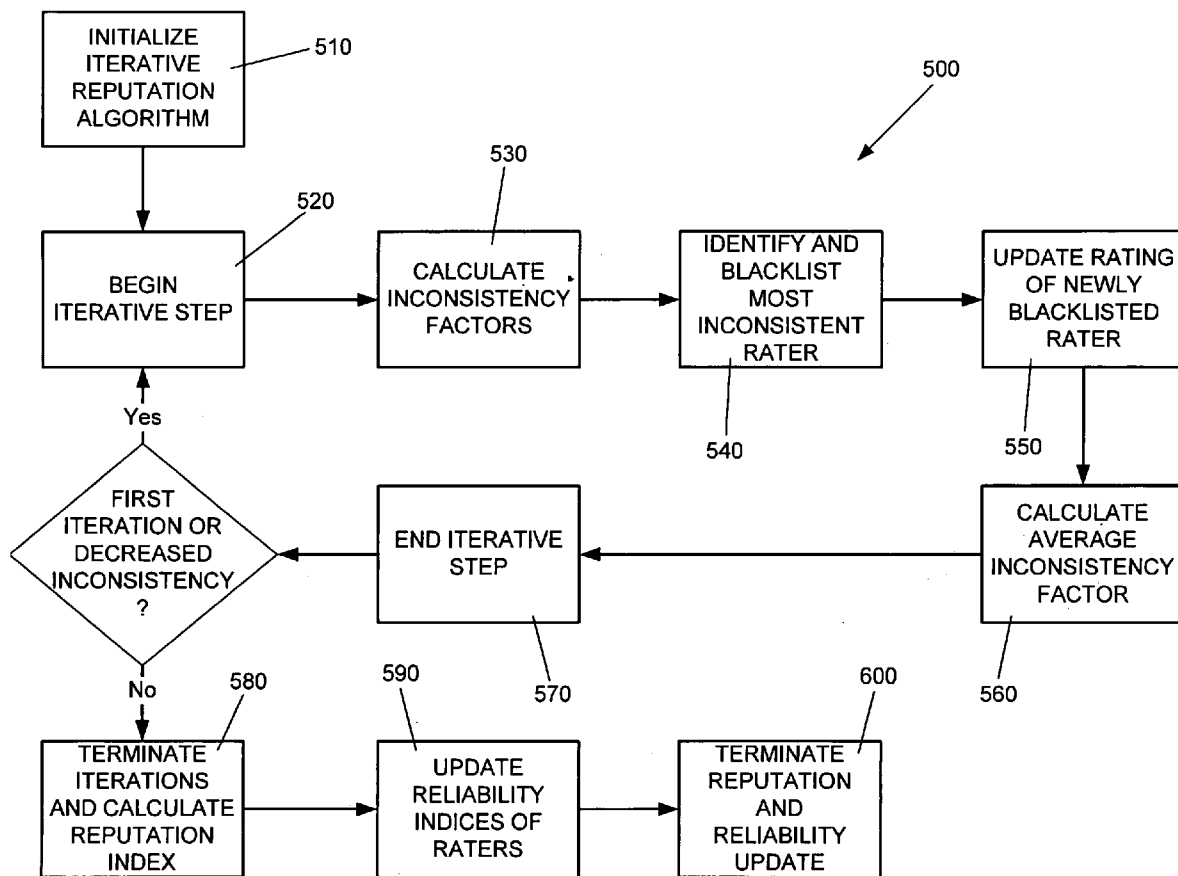 INITIALIZE
ITERATIVE
REPUTATION
ALGORITHM
510
500
520
BEGIN
ITERATIVE STEP
530
CALCULATE
INCONSISTENCY
FACTORS
IDENTIFY AND
BLACKLIST
MOST
INCONSISTENT
RATER
540
UPDATE RATING
OF NEWLY
BLACKLISTED
RATER
550
Yes
FIRST
ITERATION OR
DECREASED
INCONSISTENCY
?
END ITERATIVE
STEP
570
CALCULATE
AVERAGE
INCONSISTENCY
FACTOR
560
No
580
TERMINATE
ITERATIONS
AND CALCULATE
REPUTATION
INDEX
590
UPDATE
RELIABILITY
INDICES OF
RATERS
600
TERMINATE
REPUTATION
AND
RELIABILITY
UPDATE